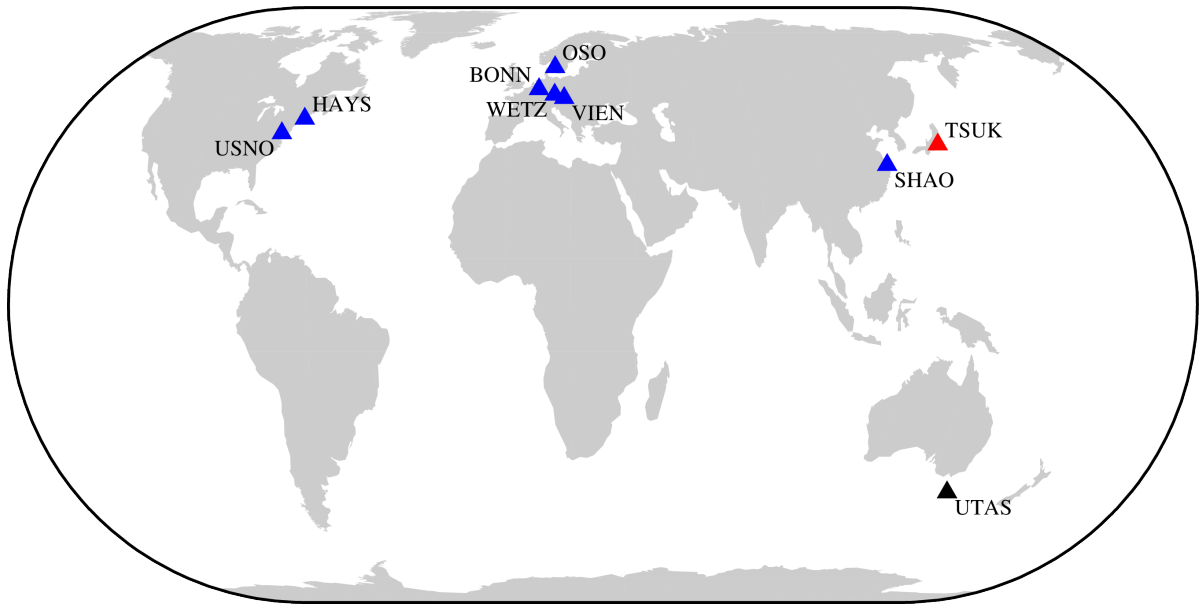 OSO
BONN
HAYS
WETZ
VIEN
TSUK
USNO
SHAO
UTAS